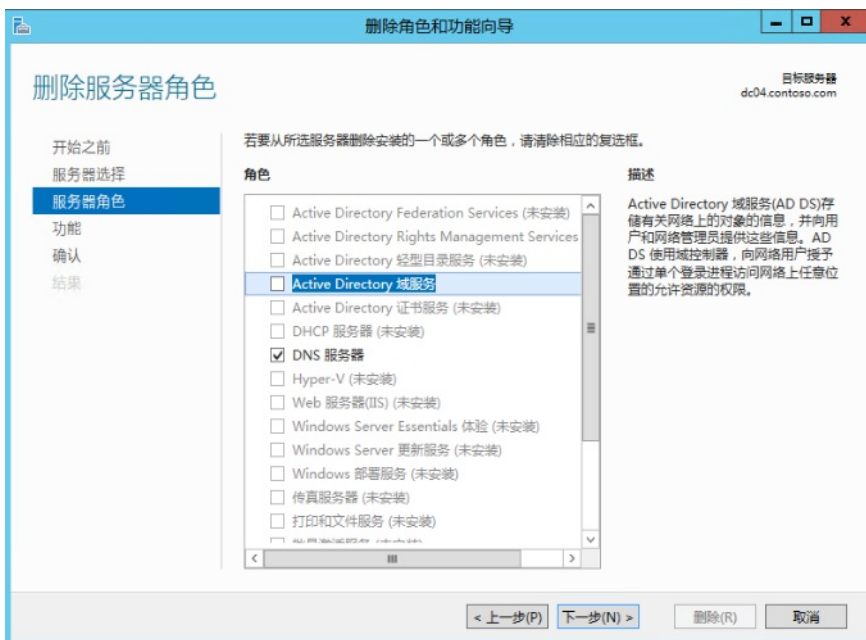 删除角色和功能向导
删除服务器角色
目标服务器
dc04.contoso.com
开始之前
服务器选择
服务器角色
功能
确认
结果
若要从所选服务器删除安装的一个或多个角色，请清除相应的复选框。
角色
Active Directory Federation Services (未安装)
Active Directory Rights Management Services
Active Directory 轻型目录服务 (未安装)
Active Directory 域服务
Active Directory 证书服务 (未安装)
DHCP 服务器 (未安装)
DNS 服务器
Hyper-V (未安装)
Web 服务器(IIS) (未安装)
Windows Server Essentials 体验 (未安装)
Windows Server 更新服务 (未安装)
Windows 部署服务 (未安装)
传真服务器 (未安装)
打印和文件服务 (未安装)
描述
Active Directory 域服务(AD DS)存
储有关网络上的对象的信息，并向用
户和网络管理员提供这些信息。AD
DS 使用域控制器，向网络用户授予
通过单个登录进程访问网络上任意位
置的允许资源的权限。
< 上一步(P)
下一步(N) >
删除(R)
取消